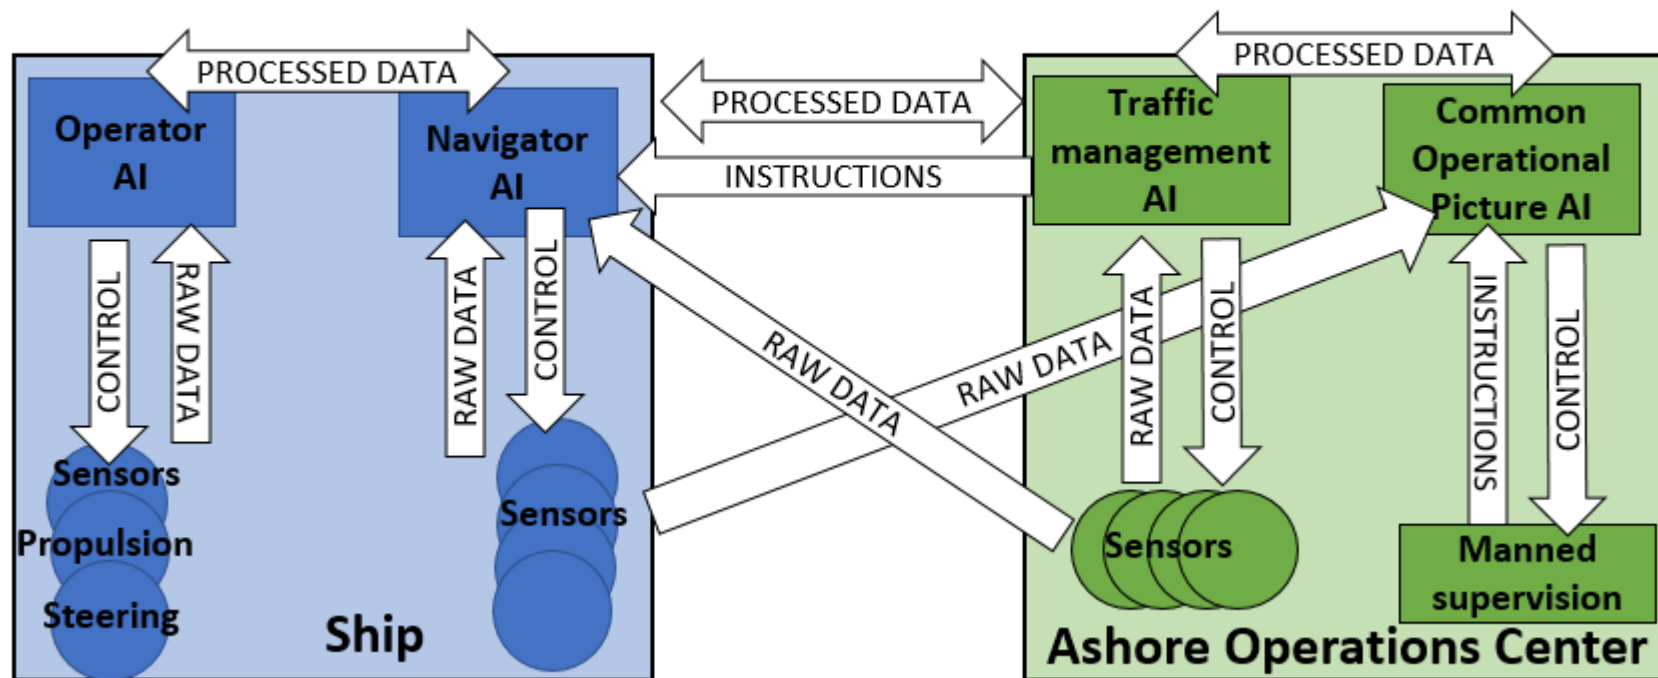 PROCESSED DATA
PROCESSED DATA
PROCESSED DATA
Operator
AI
Navigator
AI
Traffic
management
AI
Common
Operational
Picture AI
INSTRUCTIONS
CONTROL
RAW DATA
RAW DATA
CONTROL
RAW DATA
RAW DATA
RAW DATA
CONTROL
INSTRUCTIONS
CONTROL
Sensors
Propulsion
Steering
Sensors
Sensors
Manned
supervision
Ship
Ashore Operations Center